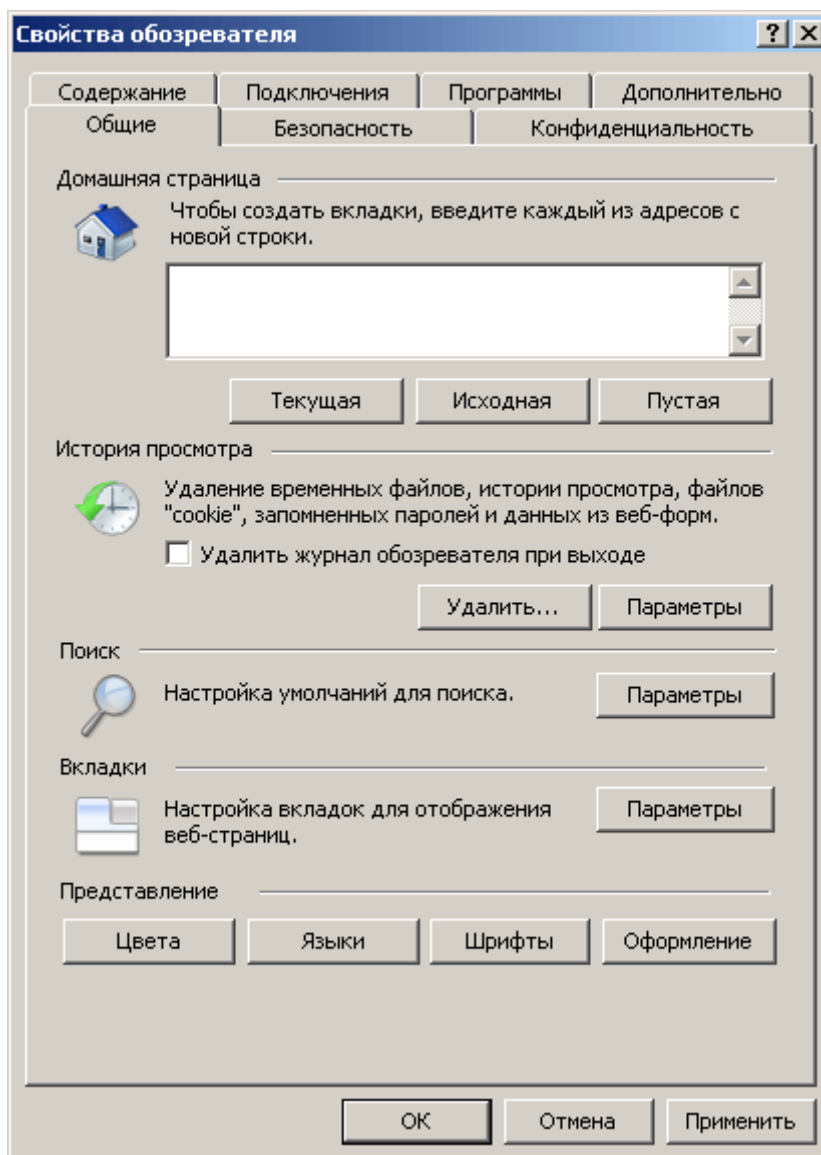 Свойства обозревателя
Содержание Подключения Программы Дополнительно
Общие Безопасность Конфиденциальность
Домашняя страница
Чтобы создать вкладки, введите каждый из адресов с
новой строки.
Текущая Исходная Пустая
История просмотра
Удаление временных файлов, истории просмотра, файлов
"cookie", запомненных паролей и данных из веб-форм.
Удалить журнал обозревателя при выходе
Удалить... Параметры
Поиск
Настройка умолчаний для поиска. Параметры
Вкладки
Настройка вкладок для отображения
веб-страниц.
Параметры
Представление
Цвета Языки Шрифты Оформление
ОК Отмена Применить